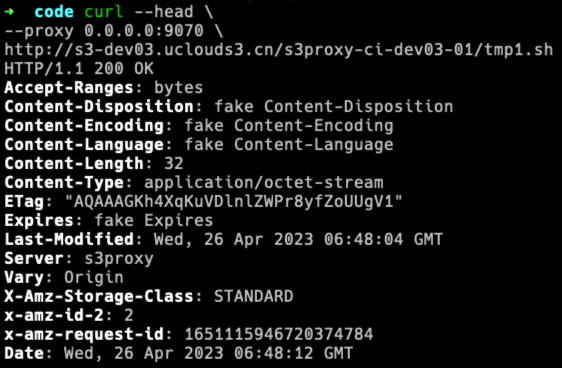 ➜  code curl --head \
--proxy 0.0.0.0:9070 \
http://s3-dev03.uclouds3.cn/s3proxy-ci-dev03-01/tmp1.sh
HTTP/1.1 200 OK
Accept-Ranges: bytes
Content-Disposition: fake Content-Disposition
Content-Encoding: fake Content-Encoding
Content-Language: fake Content-Language
Content-Length: 32
Content-Type: application/octet-stream
ETag: "AQAAAGKh4XqKuVDlnlZWPr8yfZoUUgV1"
Expires: fake Expires
Last-Modified: Wed, 26 Apr 2023 06:48:04 GMT
Server: s3proxy
Vary: Origin
X-Amz-Storage-Class: STANDARD
x-amz-id-2: 2
x-amz-request-id: 1651115946720374784
Date: Wed, 26 Apr 2023 06:48:12 GMT